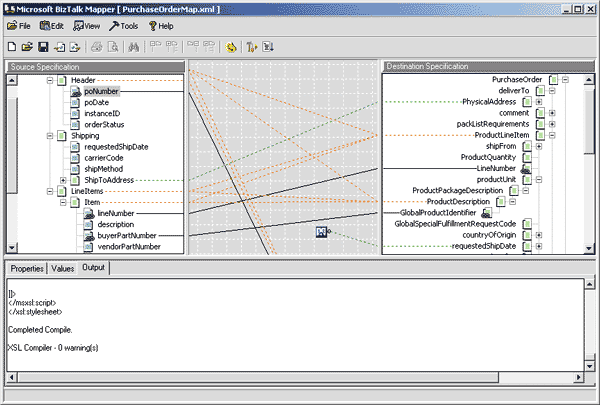 Microsoft BizTalk Mapper [ PurchaseOrderMap.xml ]
File Edit View Tools Help
Source Specification
Destination Specification
Header
poNumber
poDate
instanceID
orderStatus
Shipping
requestedShipDate
carrierCode
shipMethod
ShipToAddress
LineItems
Item
lineNumber
description
buyerPartNumber
vendorPartNumber
PurchaseOrder
deliverTo
PhysicalAddress
comment
packListRequirements
ProductLineItem
shipFrom
ProductQuantity
LineNumber
productUnit
ProductPackageDescription
ProductDescription
GlobalProductIdentifier
GlobalSpecialFulfillmentRequestCode
countryOfOrigin
requestedShipDate
Properties Values Output
]]>
</msxsl:script>
</xsl:stylesheet>
Completed Compile.
XSL Compiler - 0 warning(s)